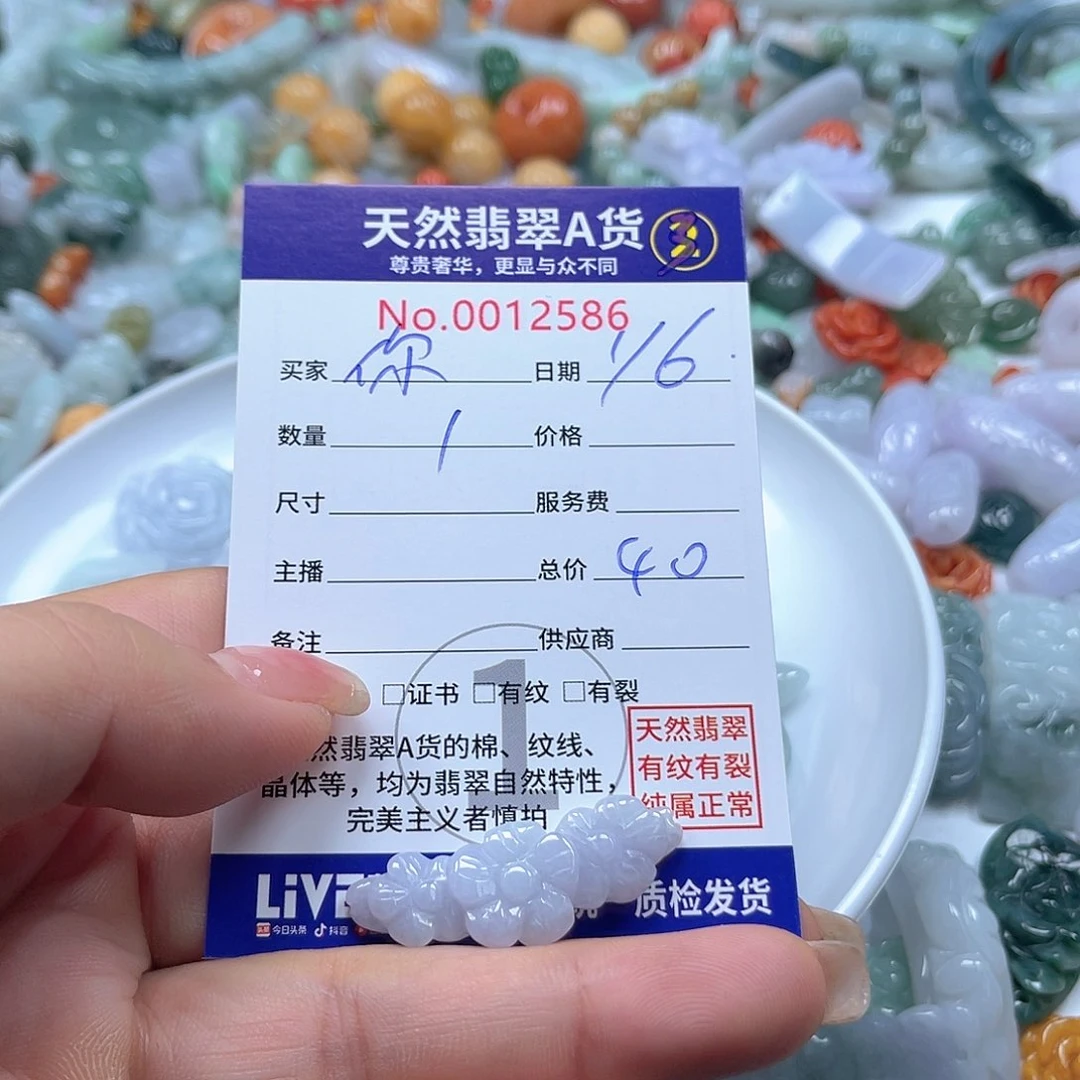 天然翡翠A货 3
尊贵奢华，更显与众不同
No.0012586
买家 你 日期 1/6
数量 1 价格
尺寸 服务费
主播 总价 40
备注 供应商
□证书 □有纹 □有裂
1
然翡翠A货的棉、纹线、
晶体等，均为翡翠自然特性，
完美主义者慎拍
天然翡翠
有纹有裂
纯属正常
LiVE 质检发货
今日头条 抖音